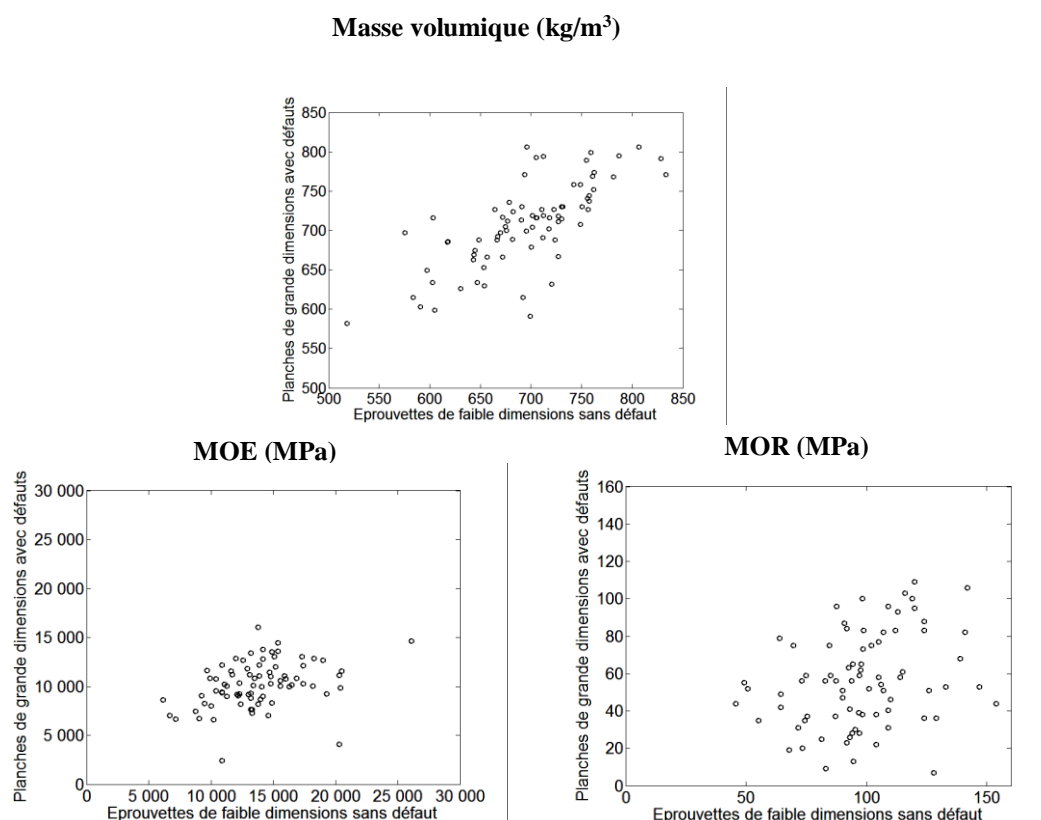 Masse volumique (kg/m³)
Planches de grande dimensions avec défauts
850
800
750
700
650
600
550
500
500 550 600 650 700 750 800 850
Eprouvettes de faible dimensions sans défaut
MOE (MPa)
Planches de grande dimensions avec défauts
30 000
25 000
20 000
15 000
10 000
5 000
0
0 5 000 10 000 15 000 20 000 25 000 30 000
Eprouvettes de faible dimensions sans défaut
MOR (MPa)
Planches de grande dimensions avec défauts
160
140
120
100
80
60
40
20
0
0 50 100 150
Eprouvettes de faible dimensions sans défaut